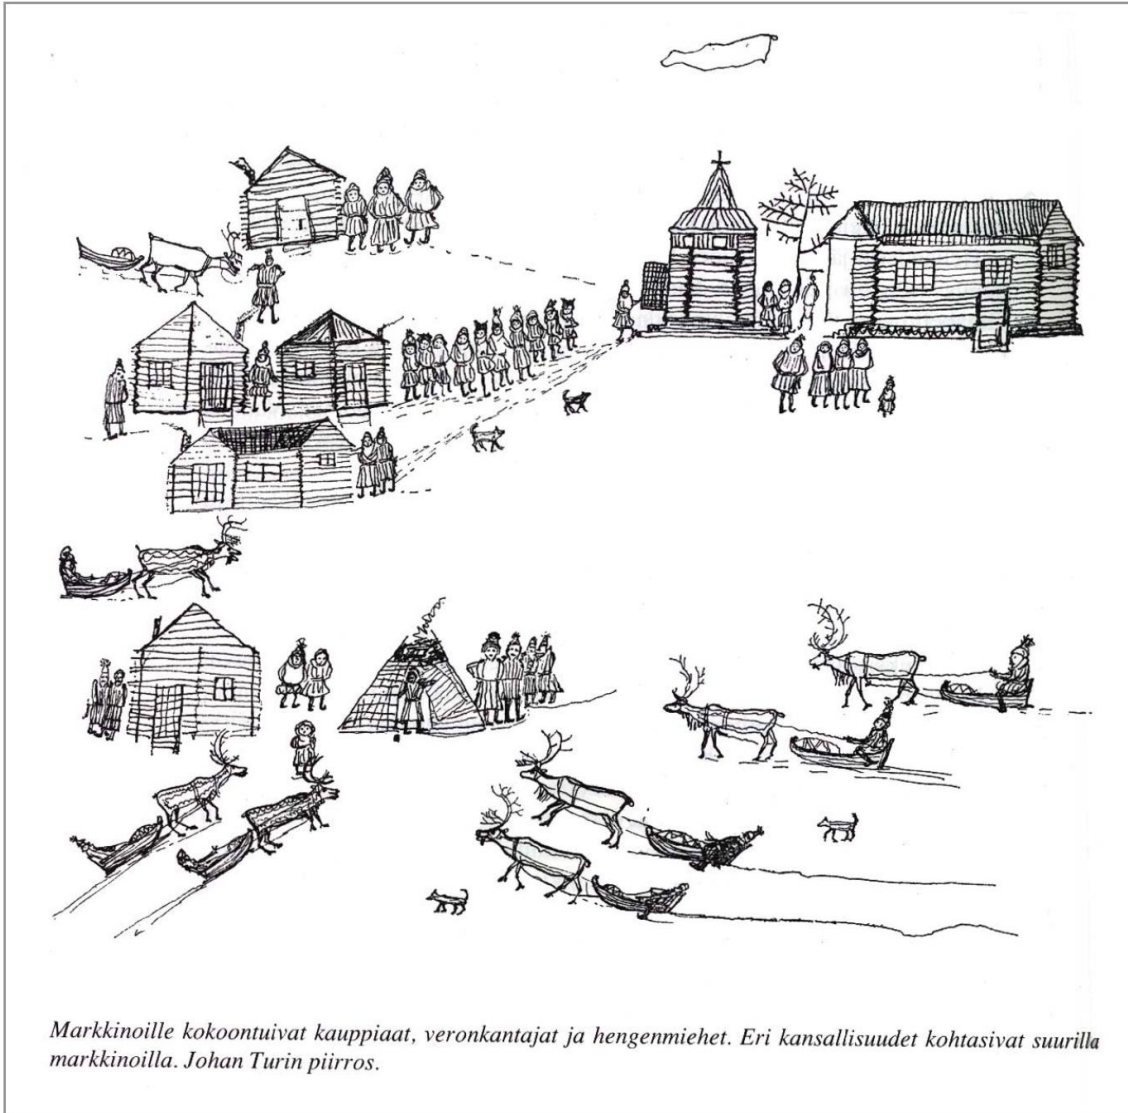 Markkinoille kokoontuivat kauppiaat, veronkantajat ja hengenmiehet. Eri kansallisuudet kohtasivat suurilla
markkinoilla. Johan Turin piirros.